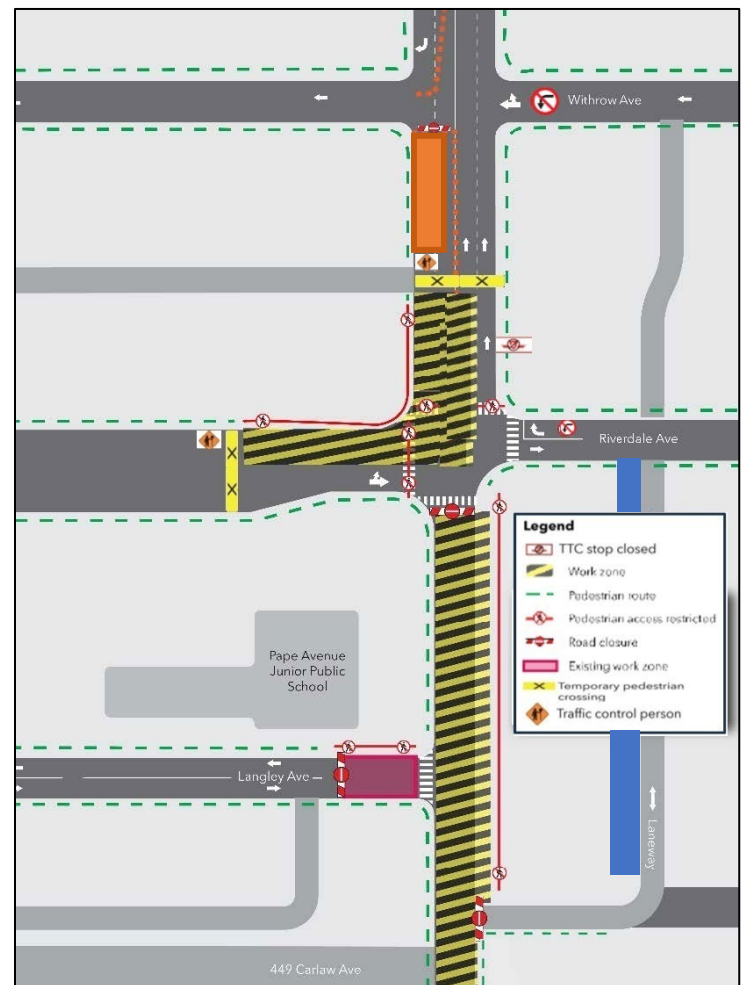 Withrow Ave
Riverdale Ave
Legend
TTC stop closed
Work zone
Pedestrian route
Pedestrian access restricted
Road closure
Existing work zone
Temporary pedestrian
crossing
Traffic control person
Pape Avenue
Junior Public
School
Langley Ave
Laneway
449 Carlaw Ave